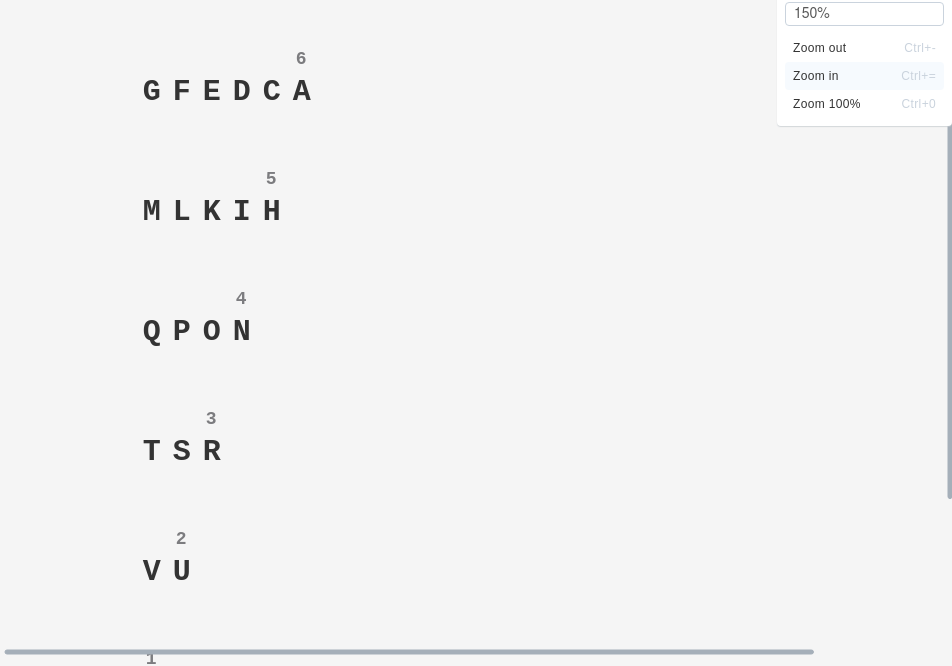 150%
Zoom out Ctrl+-
Zoom in Ctrl+=
Zoom 100% Ctrl+0
6
G F E D C A
5
M L K I H
4
Q P O N
3
T S R
2
V U
1